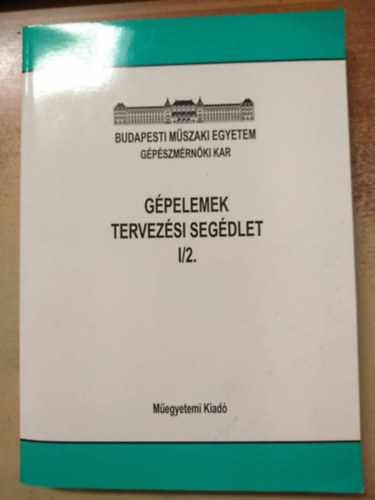 BUDAPESTI MŰSZAKI EGYETEM
GÉPÉSZMÉRNÖKI KAR
GÉPELEMEK
TERVEZÉSI SEGÉDLET
I/2.
Műegyetemi Kiadó